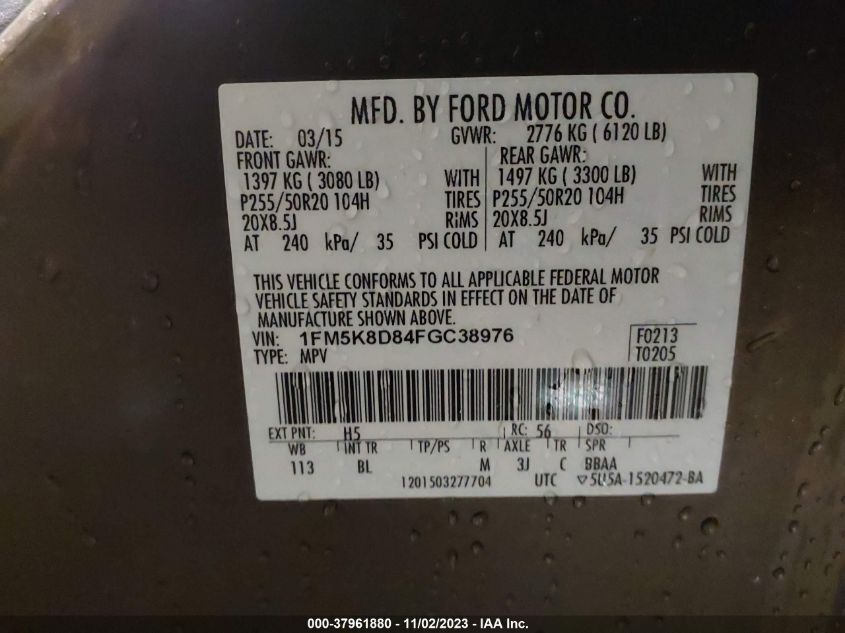 MFD. BY FORD MOTOR CO.
DATE: 03/15 GVWR: 2776 KG ( 6120 LB)
FRONT GAWR: REAR GAWR:
1397 KG ( 3080 LB) WITH 1497 KG ( 3300 LB) WITH
P255/50R20 104H TIRES P255/50R20 104H TIRES
20X8.5J RIMS 20X8.5J RIMS
AT 240 kPa/ 35 PSI COLD AT 240 kPa/ 35 PSI COLD
THIS VEHICLE CONFORMS TO ALL APPLICABLE FEDERAL MOTOR
VEHICLE SAFETY STANDARDS IN EFFECT ON THE DATE OF
MANUFACTURE SHOWN ABOVE.
VIN: 1FM5K8D84FGC38976 F0213
TYPE: MPV T0205
EXT PNT: H5 RC: 56 DSO:
WB INT TR TP/PS R AXLE TR SPR
113 BL M 3J C BBAA
1201503277704 UTC ▽5U5A-1520472-BA
000-37961880 - 11/02/2023 - IAA Inc.